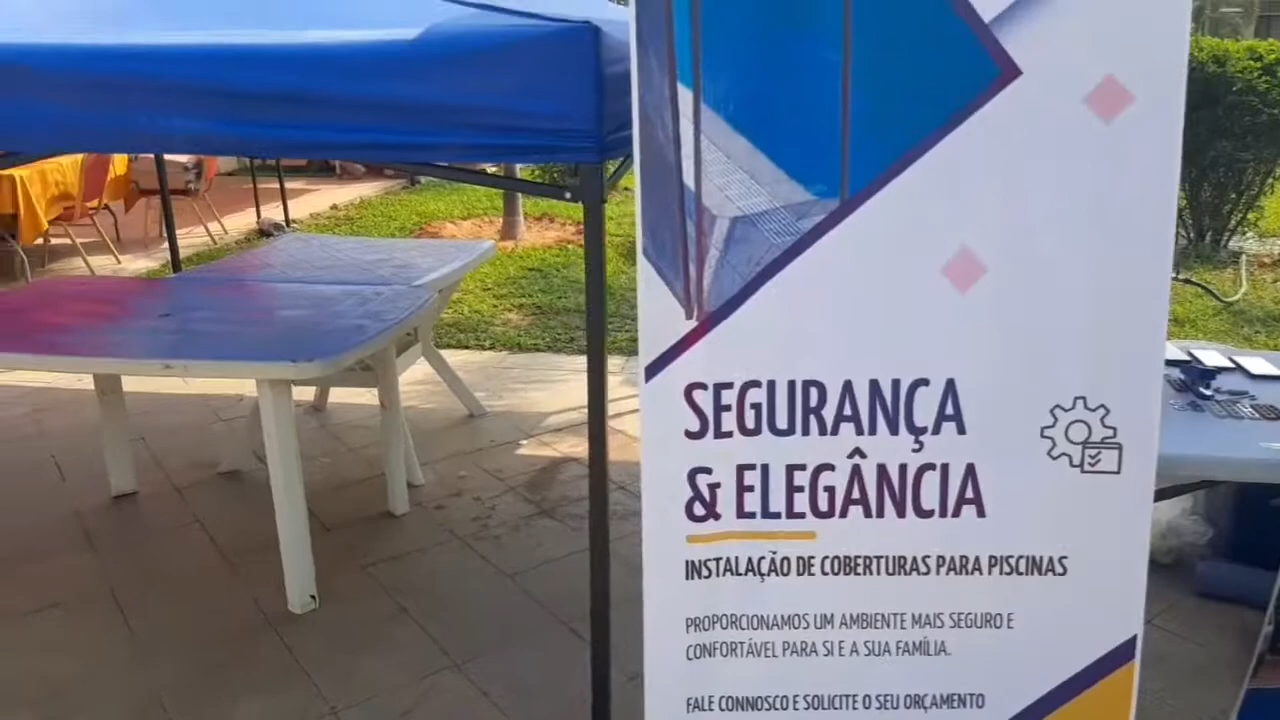 SEGURANÇA
& ELEGÂNCIA
INSTALAÇÃO DE COBERTURAS PARA PISCINAS
PROPORCIONAMOS UM AMBIENTE MAIS SEGURO E
CONFORTÁVEL PARA SI E A SUA FAMÍLIA.
FALE CONNOSCO E SOLICITE O SEU ORÇAMENTO